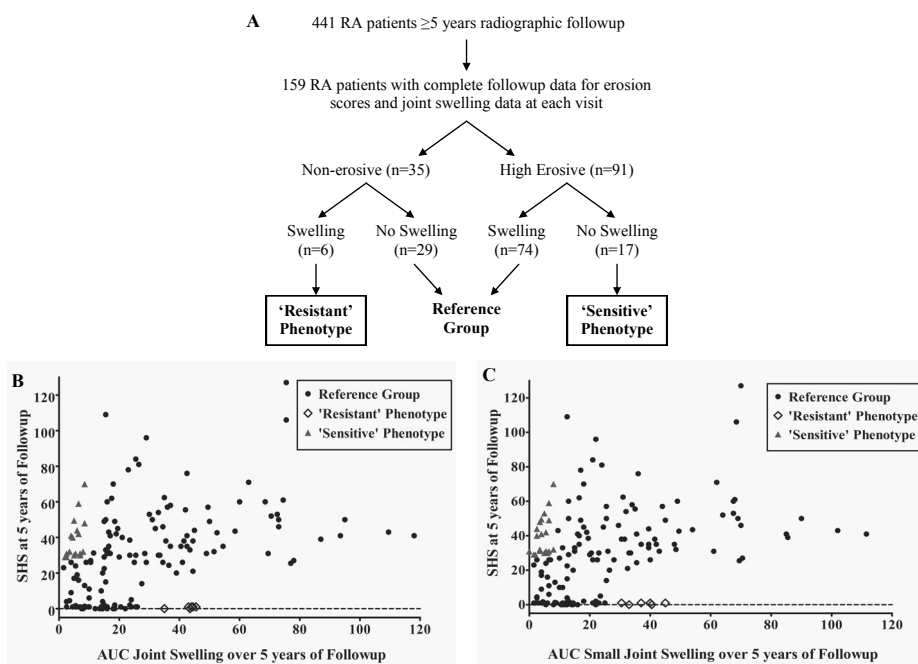 A
441 RA patients ≥5 years radiographic followup
159 RA patients with complete followup data for erosion
scores and joint swelling data at each visit
Non-erosive (n=35)
High Erosive (n=91)
Swelling
(n=6)
No Swelling
(n=29)
Swelling
(n=74)
No Swelling
(n=17)
‘Resistant’
Phenotype
Reference
Group
‘Sensitive’
Phenotype
B
Reference Group
'Resistant' Phenotype
'Sensitive' Phenotype
SHS at 5 years of Followup
120
100
80
60
40
20
0
0 20 40 60 80 100 120
AUC Joint Swelling over 5 years of Followup
C
Reference Group
'Resistant' Phenotype
'Sensitive' Phenotype
SHS at 5 years of Followup
120
100
80
60
40
20
0
0 20 40 60 80 100 120
AUC Small Joint Swelling over 5 years of Followup